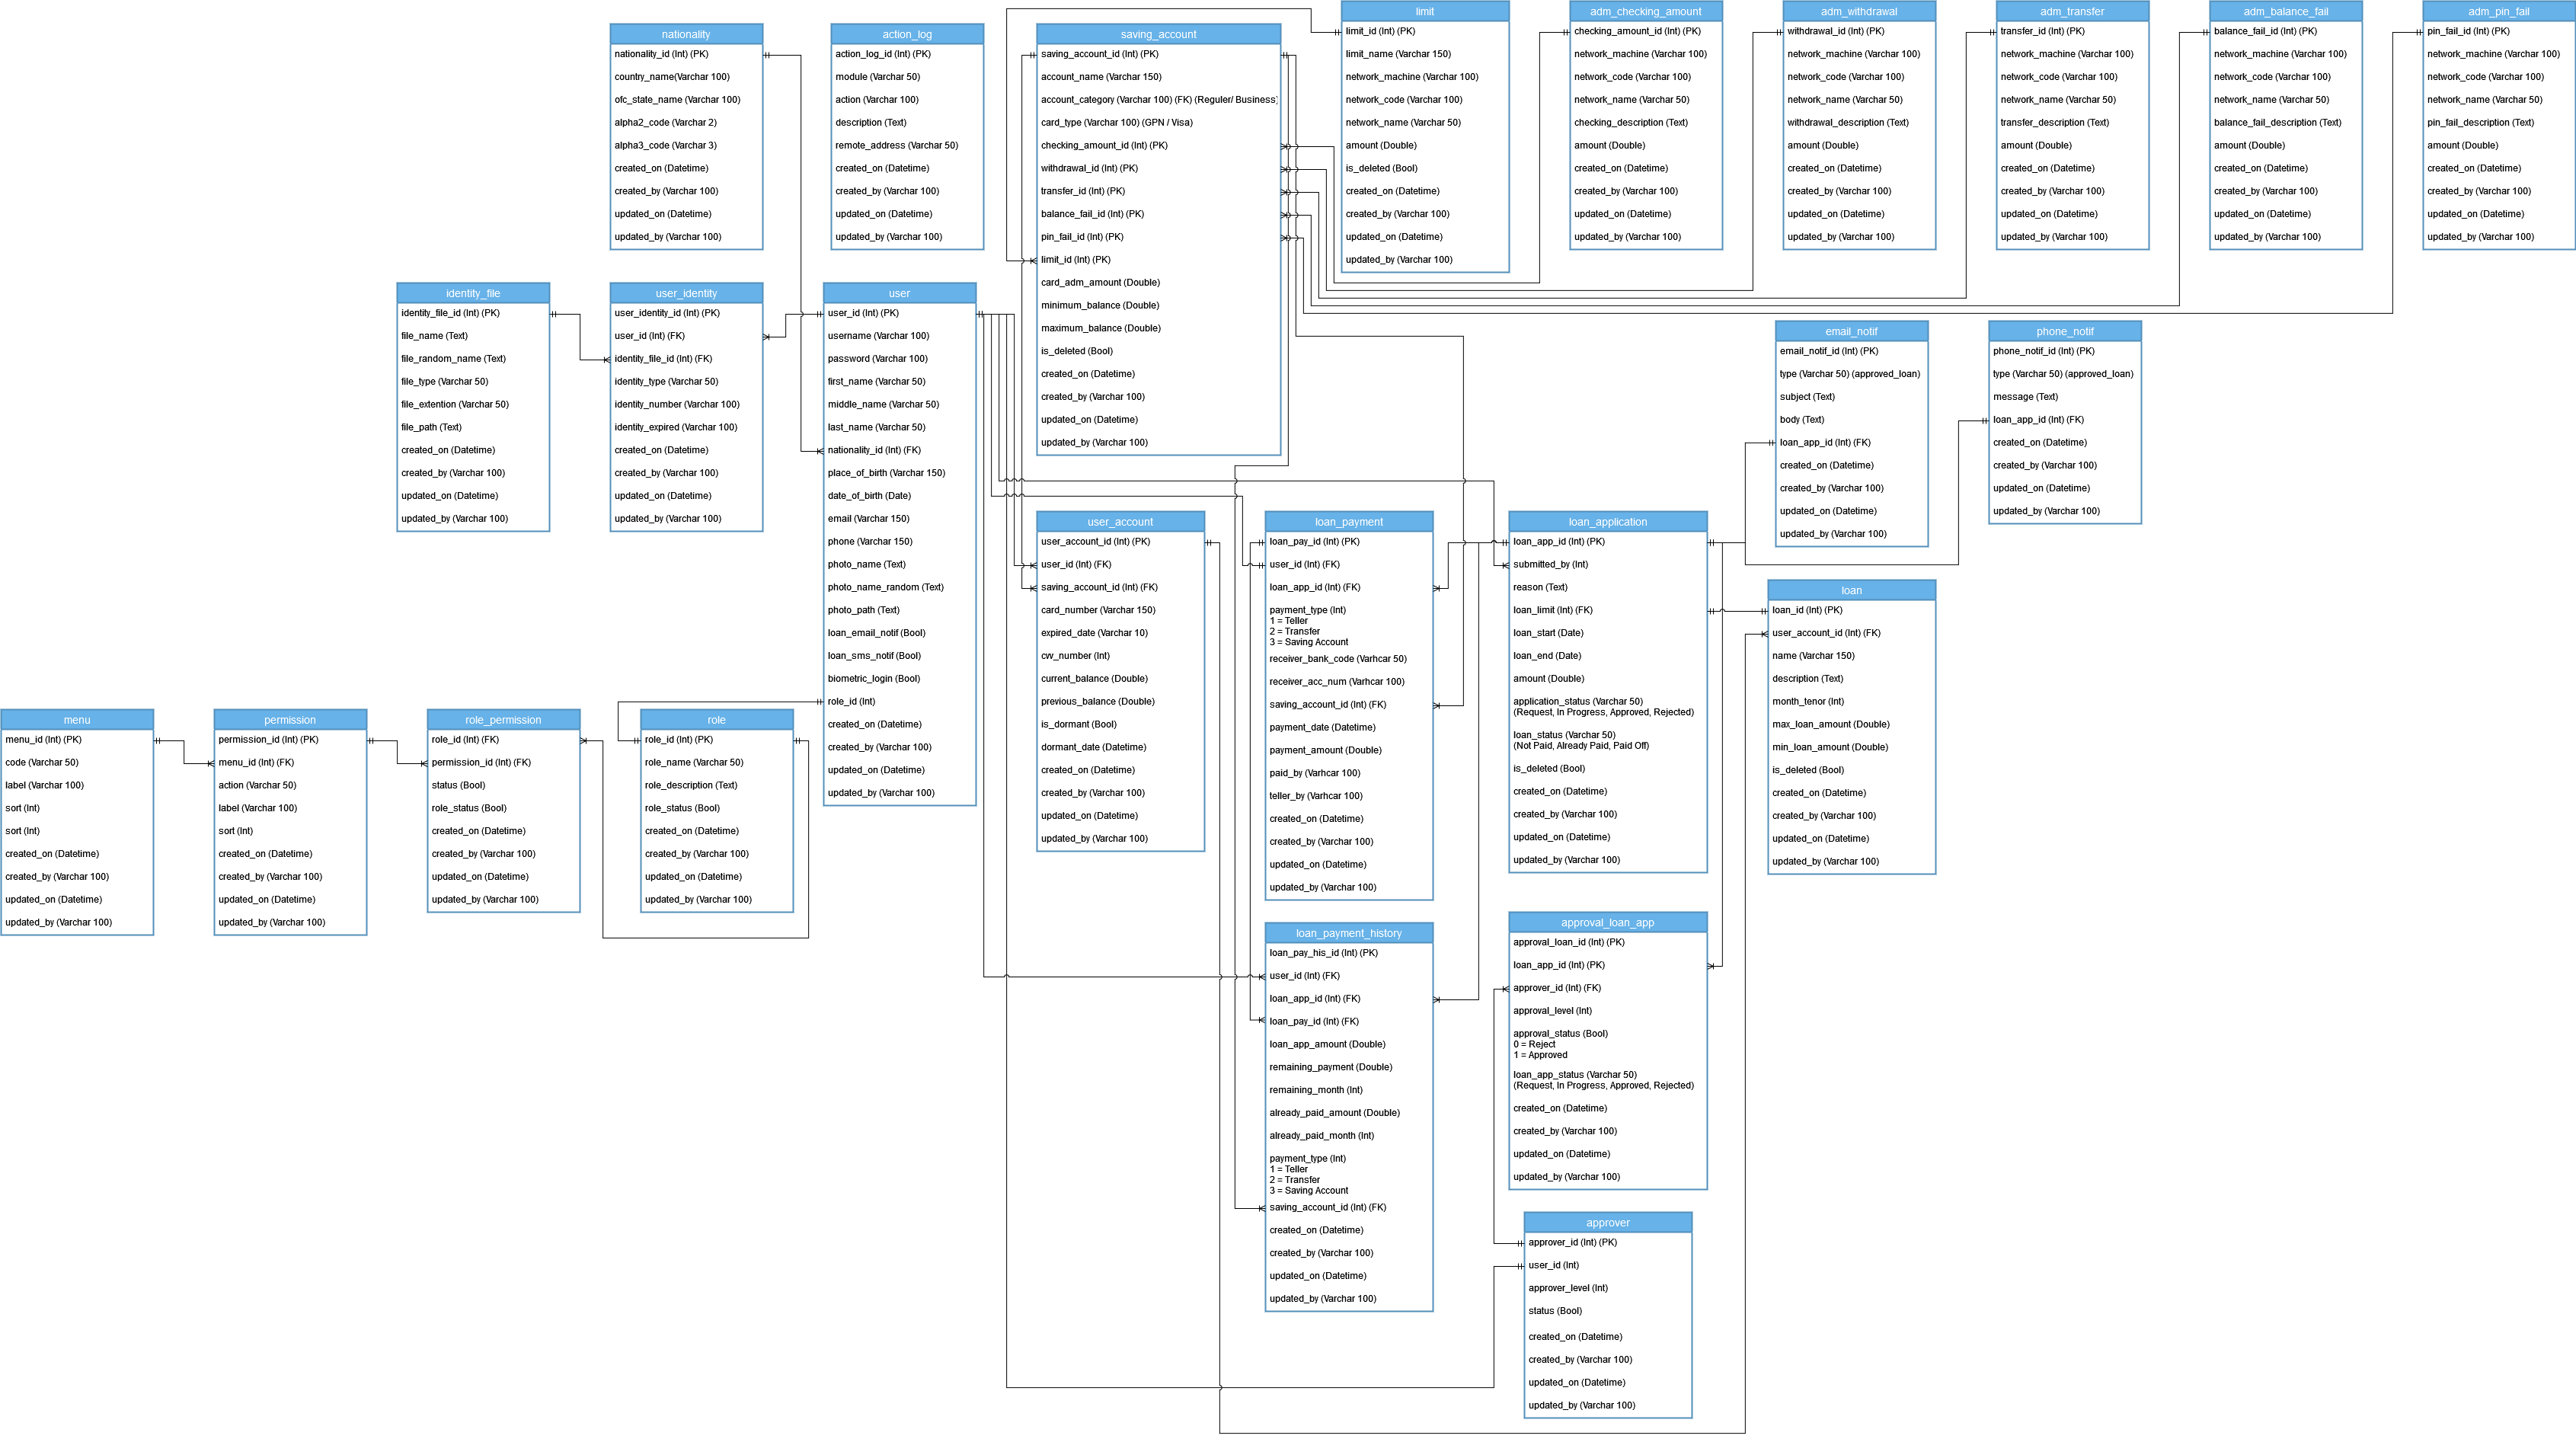 limit
limit_id (Int) (PK)
limit_name (Varchar 150)
network_machine (Varchar 100)
network_code (Varchar 100)
network_name (Varchar 50)
amount (Double)
is_deleted (Bool)
created_on (Datetime)
created_by (Varchar 100)
updated_on (Datetime)
updated_by (Varchar 100)
adm_checking_amount
checking_amount_id (Int) (PK)
network_machine (Varchar 100)
network_code (Varchar 100)
network_name (Varchar 50)
checking_description (Text)
amount (Double)
created_on (Datetime)
created_by (Varchar 100)
updated_on (Datetime)
updated_by (Varchar 100)
adm_withdrawal
withdrawal_id (Int) (PK)
network_machine (Varchar 100)
network_code (Varchar 100)
network_name (Varchar 50)
withdrawal_description (Text)
amount (Double)
created_on (Datetime)
created_by (Varchar 100)
updated_on (Datetime)
updated_by (Varchar 100)
adm_transfer
transfer_id (Int) (PK)
network_machine (Varchar 100)
network_code (Varchar 100)
network_name (Varchar 50)
transfer_description (Text)
amount (Double)
created_on (Datetime)
created_by (Varchar 100)
updated_on (Datetime)
updated_by (Varchar 100)
adm_balance_fail
balance_fail_id (Int) (PK)
network_machine (Varchar 100)
network_code (Varchar 100)
network_name (Varchar 50)
balance_fail_description (Text)
amount (Double)
created_on (Datetime)
created_by (Varchar 100)
updated_on (Datetime)
updated_by (Varchar 100)
adm_pin_fail
pin_fail_id (Int) (PK)
network_machine (Varchar 100)
network_code (Varchar 100)
network_name (Varchar 50)
pin_fail_description (Text)
amount (Double)
created_on (Datetime)
created_by (Varchar 100)
updated_on (Datetime)
updated_by (Varchar 100)
nationality
nationality_id (Int) (PK)
country_name(Varchar 100)
ofc_state_name (Varchar 100)
alpha2_code (Varchar 2)
alpha3_code (Varchar 3)
created_on (Datetime)
created_by (Varchar 100)
updated_on (Datetime)
updated_by (Varchar 100)
action_log
action_log_id (Int) (PK)
module (Varchar 50)
action (Varchar 100)
description (Text)
remote_address (Varchar 50)
created_on (Datetime)
created_by (Varchar 100)
updated_on (Datetime)
updated_by (Varchar 100)
saving_account
saving_account_id (Int) (PK)
account_name (Varchar 150)
account_category (Varchar 100) (FK) (Reguler/ Business)
card_type (Varchar 100) (GPN / Visa)
checking_amount_id (Int) (PK)
withdrawal_id (Int) (PK)
transfer_id (Int) (PK)
balance_fail_id (Int) (PK)
pin_fail_id (Int) (PK)
limit_id (Int) (PK)
card_adm_amount (Double)
minimum_balance (Double)
maximum_balance (Double)
is_deleted (Bool)
created_on (Datetime)
created_by (Varchar 100)
updated_on (Datetime)
updated_by (Varchar 100)
identity_file
identity_file_id (Int) (PK)
file_name (Text)
file_random_name (Text)
file_type (Varchar 50)
file_extention (Varchar 50)
file_path (Text)
created_on (Datetime)
created_by (Varchar 100)
updated_on (Datetime)
updated_by (Varchar 100)
user_identity
user_identity_id (Int) (PK)
user_id (Int) (FK)
identity_file_id (Int) (FK)
identity_type (Varchar 50)
identity_number (Varchar 100)
identity_expired (Varchar 100)
created_on (Datetime)
created_by (Varchar 100)
updated_on (Datetime)
updated_by (Varchar 100)
user
user_id (Int) (PK)
username (Varchar 100)
password (Varchar 100)
first_name (Varchar 50)
middle_name (Varchar 50)
last_name (Varchar 50)
nationality_id (Int) (FK)
place_of_birth (Varchar 150)
date_of_birth (Date)
email (Varchar 150)
phone (Varchar 150)
photo_name (Text)
photo_name_random (Text)
photo_path (Text)
loan_email_notif (Bool)
loan_sms_notif (Bool)
biometric_login (Bool)
role_id (Int)
created_on (Datetime)
created_by (Varchar 100)
updated_on (Datetime)
updated_by (Varchar 100)
email_notif
email_notif_id (Int) (PK)
type (Varchar 50) (approved_loan)
subject (Text)
body (Text)
loan_app_id (Int) (FK)
created_on (Datetime)
created_by (Varchar 100)
updated_on (Datetime)
updated_by (Varchar 100)
phone_notif
phone_notif_id (Int) (PK)
type (Varchar 50) (approved_loan)
message (Text)
loan_app_id (Int) (FK)
created_on (Datetime)
created_by (Varchar 100)
updated_on (Datetime)
updated_by (Varchar 100)
user_account
user_account_id (Int) (PK)
user_id (Int) (FK)
saving_account_id (Int) (FK)
card_number (Varchar 150)
expired_date (Varchar 10)
cvv_number (Int)
current_balance (Double)
previous_balance (Double)
is_dormant (Bool)
dormant_date (Datetime)
created_on (Datetime)
created_by (Varchar 100)
updated_on (Datetime)
updated_by (Varchar 100)
loan_payment
loan_pay_id (Int) (PK)
user_id (Int) (FK)
loan_app_id (Int) (FK)
payment_type (Int)
1 = Teller
2 = Transfer
3 = Saving Account
receiver_bank_code (Varhcar 50)
receiver_acc_num (Varhcar 100)
saving_account_id (Int) (FK)
payment_date (Datetime)
payment_amount (Double)
paid_by (Varhcar 100)
teller_by (Varhcar 100)
created_on (Datetime)
created_by (Varchar 100)
updated_on (Datetime)
updated_by (Varchar 100)
loan_application
loan_app_id (Int) (PK)
submitted_by (Int)
reason (Text)
loan_limit (Int) (FK)
loan_start (Date)
loan_end (Date)
amount (Double)
application_status (Varchar 50)
(Request, In Progress, Approved, Rejected)
loan_status (Varchar 50)
(Not Paid, Already Paid, Paid Off)
is_deleted (Bool)
created_on (Datetime)
created_by (Varchar 100)
updated_on (Datetime)
updated_by (Varchar 100)
loan
loan_id (Int) (PK)
user_account_id (Int) (FK)
name (Varchar 150)
description (Text)
month_tenor (Int)
max_loan_amount (Double)
min_loan_amount (Double)
is_deleted (Bool)
created_on (Datetime)
created_by (Varchar 100)
updated_on (Datetime)
updated_by (Varchar 100)
menu
menu_id (Int) (PK)
code (Varchar 50)
label (Varchar 100)
sort (Int)
sort (Int)
created_on (Datetime)
created_by (Varchar 100)
updated_on (Datetime)
updated_by (Varchar 100)
permission
permission_id (Int) (PK)
menu_id (Int) (FK)
action (Varchar 50)
label (Varchar 100)
sort (Int)
created_on (Datetime)
created_by (Varchar 100)
updated_on (Datetime)
updated_by (Varchar 100)
role_permission
role_id (Int) (FK)
permission_id (Int) (FK)
status (Bool)
role_status (Bool)
created_on (Datetime)
created_by (Varchar 100)
updated_on (Datetime)
updated_by (Varchar 100)
role
role_id (Int) (PK)
role_name (Varchar 50)
role_description (Text)
role_status (Bool)
created_on (Datetime)
created_by (Varchar 100)
updated_on (Datetime)
updated_by (Varchar 100)
loan_payment_history
loan_pay_his_id (Int) (PK)
user_id (Int) (FK)
loan_app_id (Int) (FK)
loan_pay_id (Int) (FK)
loan_app_amount (Double)
remaining_payment (Double)
remaining_month (Int)
already_paid_amount (Double)
already_paid_month (Int)
payment_type (Int)
1 = Teller
2 = Transfer
3 = Saving Account
saving_account_id (Int) (FK)
created_on (Datetime)
created_by (Varchar 100)
updated_on (Datetime)
updated_by (Varchar 100)
approval_loan_app
approval_loan_id (Int) (PK)
loan_app_id (Int) (PK)
approver_id (Int) (FK)
approval_level (Int)
approval_status (Bool)
0 = Reject
1 = Approved
loan_app_status (Varchar 50)
(Request, In Progress, Approved, Rejected)
created_on (Datetime)
created_by (Varchar 100)
updated_on (Datetime)
updated_by (Varchar 100)
approver
approver_id (Int) (PK)
user_id (Int)
approver_level (Int)
status (Bool)
created_on (Datetime)
created_by (Varchar 100)
updated_on (Datetime)
updated_by (Varchar 100)